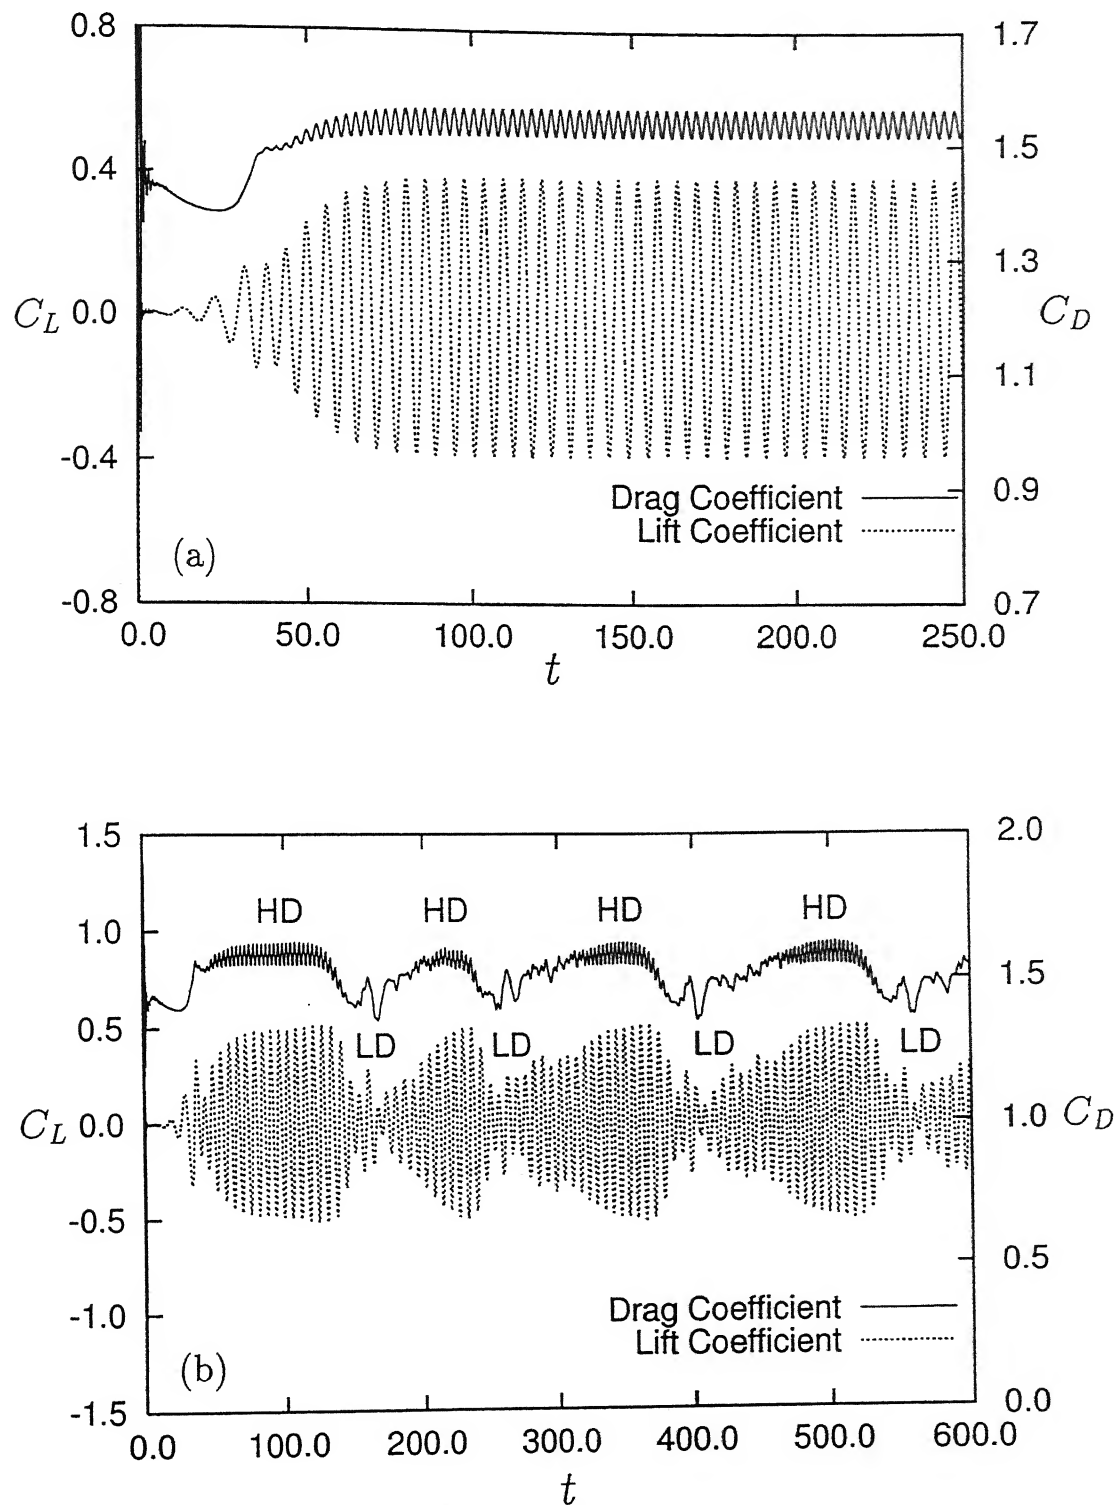 0.8
1.7
0.4
1.5
1.3
C_L 0.0
C_D
1.1
-0.4
0.9
Drag Coefficient
Lift Coefficient
(a)
-0.8
0.7
0.0 50.0 100.0 150.0 200.0 250.0
t
1.5
2.0
HD HD HD HD
1.0
1.5
0.5
LD LD LD LD
C_L 0.0
1.0 C_D
-0.5
0.5
-1.0
Drag Coefficient
Lift Coefficient
(b)
-1.5
0.0
0.0 100.0 200.0 300.0 400.0 500.0 600.0
t